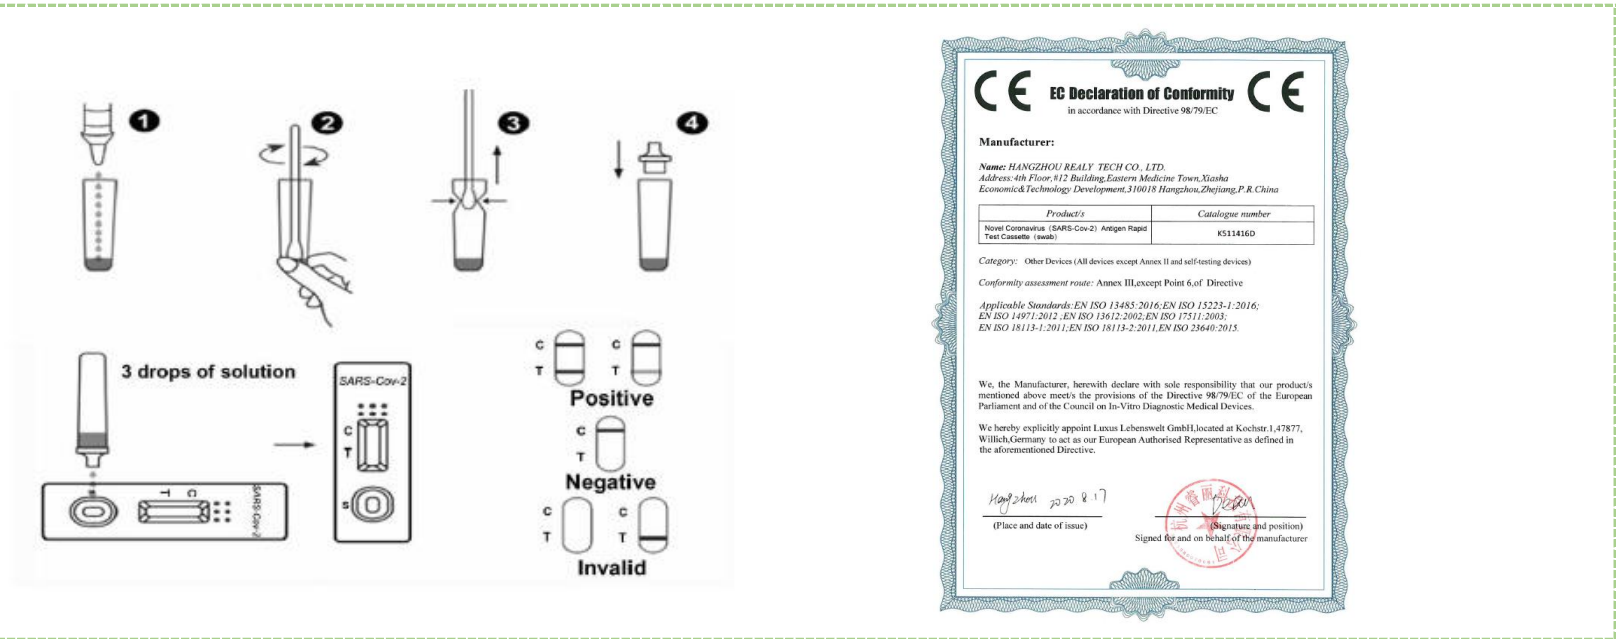 1
2
3
4
3 drops of solution
SARS-Cov-2
C
T
S
S
T
C
SARS-Cov-2
C
T
C
T
Positive
C
T
Negative
C
T
C
T
Invalid
CE
EC Declaration of Conformity
CE
in accordance with Directive 98/79/EC
Manufacturer:
Name: HANGZHOU REALY TECH CO., LTD.
Address:4th Floor,#12 Building,Eastern Medicine Town,Xiasha
Economic&Technology Development,310018 Hangzhou,Zhejiang,P.R.China
Product/s
Catalogue number
Novel Coronavirus（SARS-Cov-2）Antigen Rapid
Test Cassette（swab）
K511416D
Category: Other Devices (All devices except Annex II and self-testing devices)
Conformity assessment route: Annex III,except Point 6,of Directive
Applicable Standards:EN ISO 13485:2016;EN ISO 15223-1:2016;
EN ISO 14971:2012 ;EN ISO 13612:2002;EN ISO 17511:2003;
EN ISO 18113-1:2011;EN ISO 18113-2:2011,EN ISO 23640:2015.
We, the Manufacturer, herewith declare with sole responsibility that our product/s
mentioned above meet/s the provisions of the Directive 98/79/EC of the European
Parliament and of the Council on In-Vitro Diagnostic Medical Devices.
We hereby explicitly appoint Luxus Lebenswelt GmbH,located at Kochstr.1,47877,
Willich,Germany to act as our European Authorised Representative as defined in
the aforementioned Directive.
Hangzhou 2020 8.17
(Place and date of issue)
(Signature and position)
Signed for and on behalf of the manufacturer